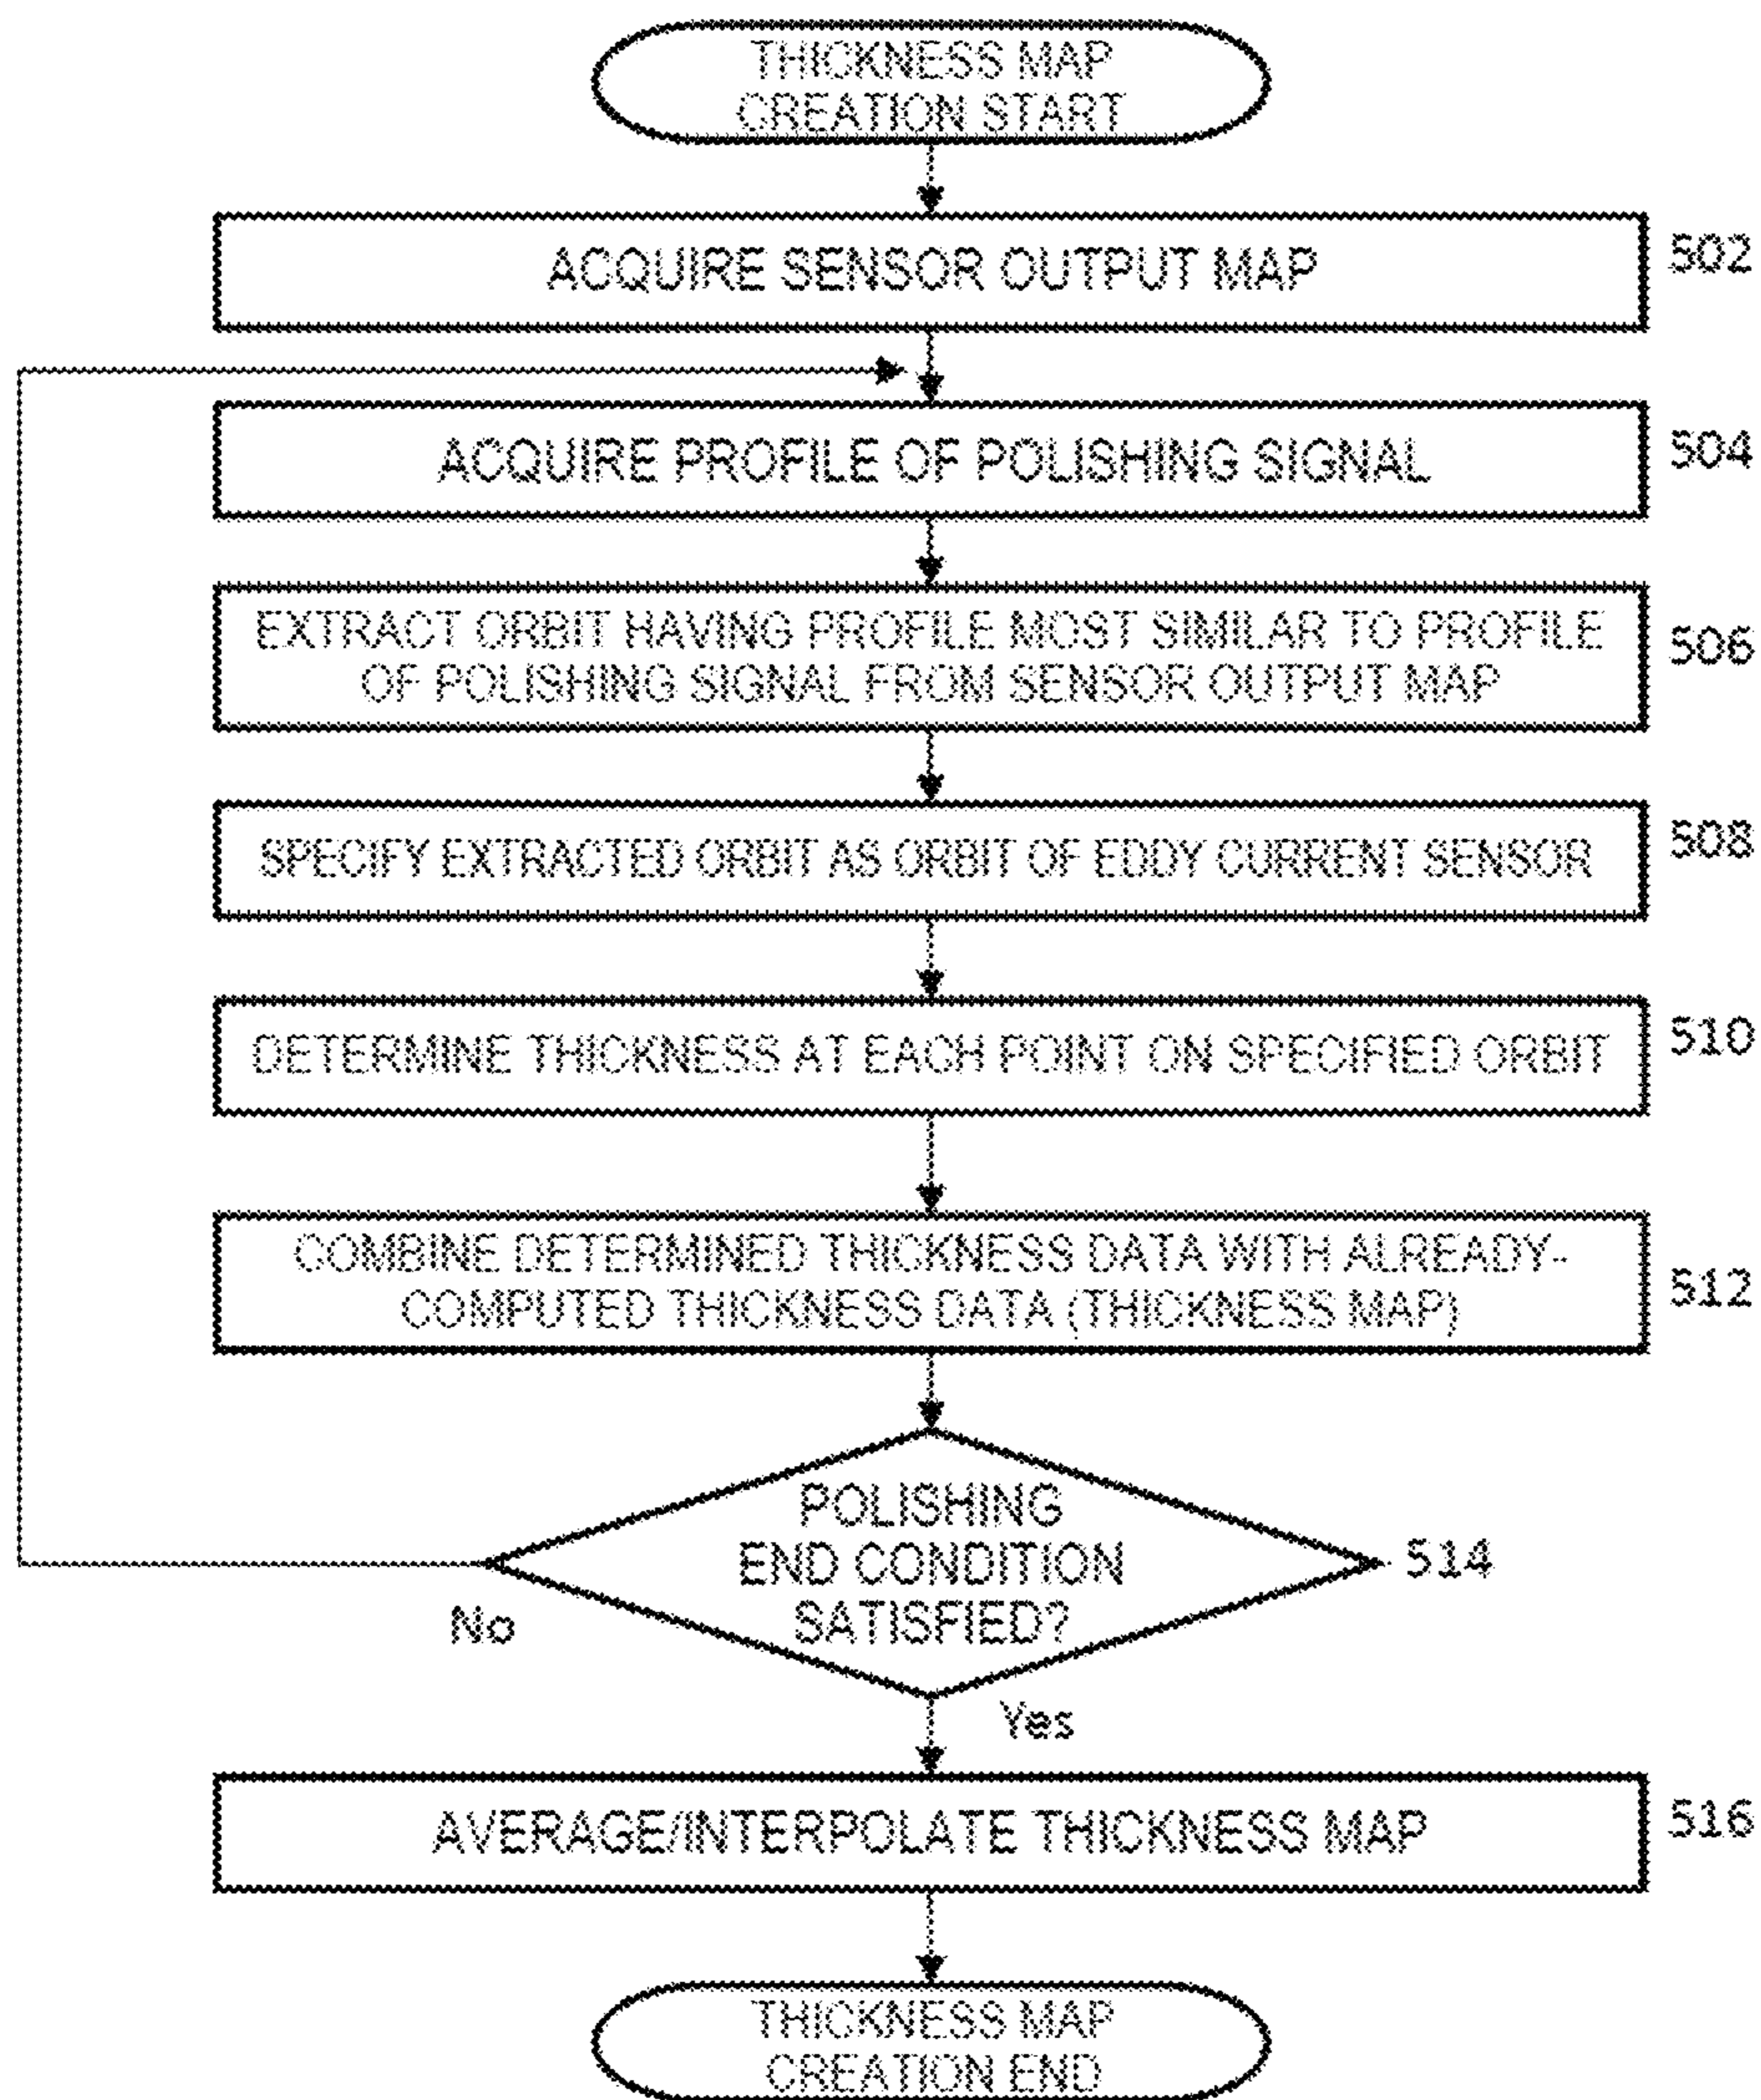 THICKNESS MAP
CREATION START
ACQUIRE SENSOR OUTPUT MAP
502
ACQUIRE PROFILE OF POLISHING SIGNAL
504
EXTRACT ORBIT HAVING PROFILE MOST SIMILAR TO PROFILE
OF POLISHING SIGNAL FROM SENSOR OUTPUT MAP
506
SPECIFY EXTRACTED ORBIT AS ORBIT OF EDDY CURRENT SENSOR
508
DETERMINE THICKNESS AT EACH POINT ON SPECIFIED ORBIT
510
COMBINE DETERMINED THICKNESS DATA WITH ALREADY-
COMPUTED THICKNESS DATA (THICKNESS MAP)
512
POLISHING
END CONDITION
SATISFIED?
514
No
Yes
AVERAGE/INTERPOLATE THICKNESS MAP
516
THICKNESS MAP
CREATION END